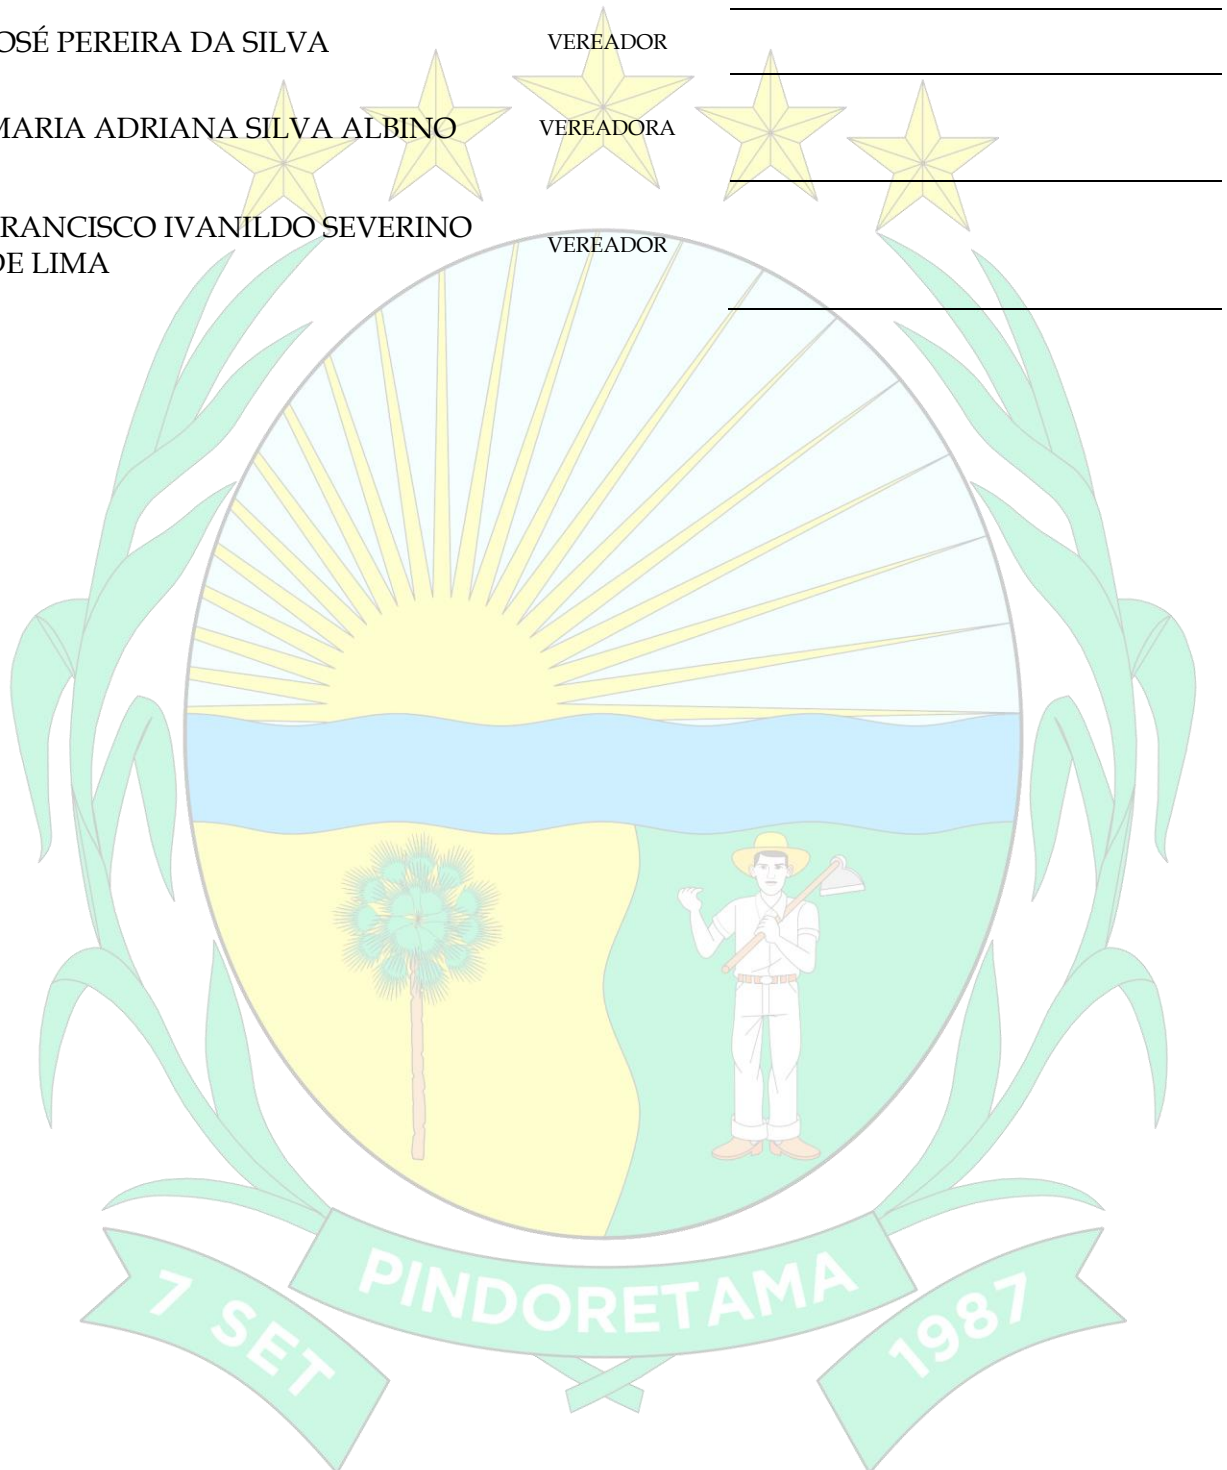 OSÉ PEREIRA DA SILVA VEREADOR
MARIA ADRIANA SILVA ALBINO VEREADORA
RANCISCO IVANILDO SEVERINO VEREADOR
DE LIMA
PINDORETAMA
7 SET 1987